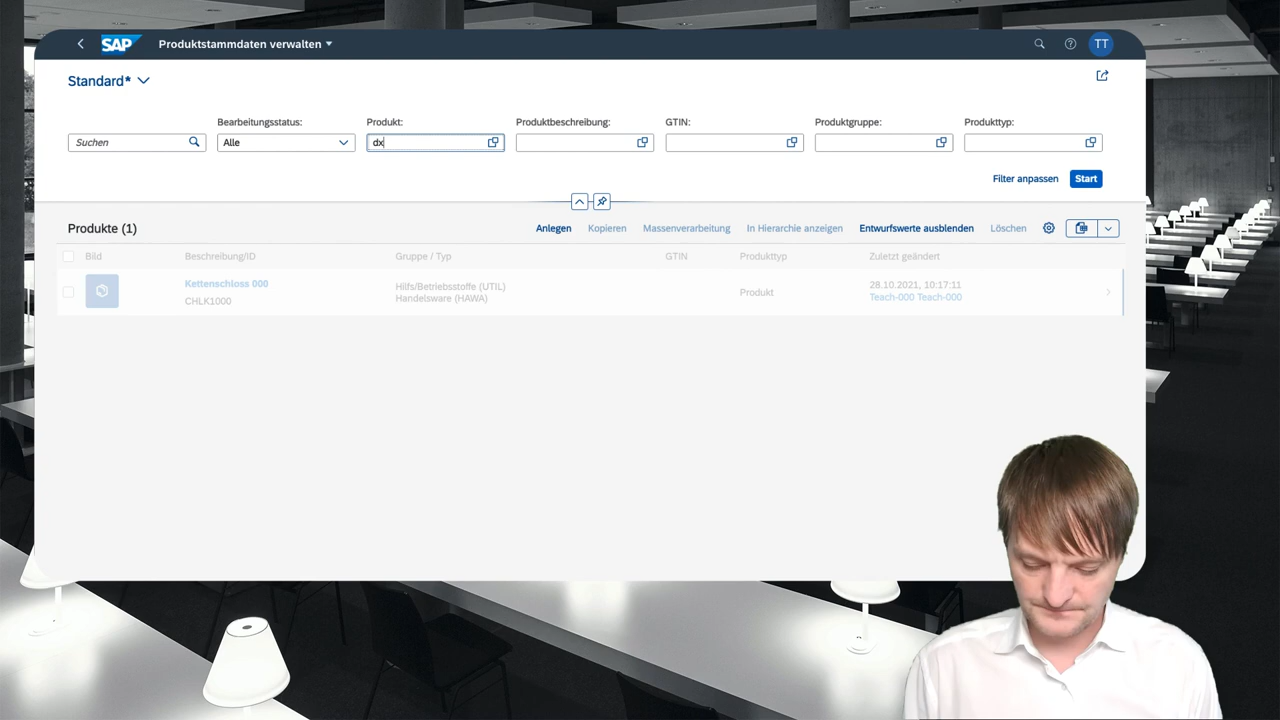 SAP Produktstammdaten verwalten
TT
Standard*
Bearbeitungsstatus: Produkt: Produktbeschreibung: GTIN: Produktgruppe: Produkttyp:
Suchen Alle dx
Filter anpassen Start
Produkte (1) Anlegen Kopieren Massenverarbeitung In Hierarchie anzeigen Entwurfswerte ausblenden Löschen
Bild Beschreibung/ID Gruppe / Typ GTIN Produkttyp Zuletzt geändert
Kettenschloss 000 Hilfs/Betriebsstoffe (UTIL) Produkt 28.10.2021, 10:17:11
CHLK1000 Handelsware (HAWA) Teach-000 Teach-000